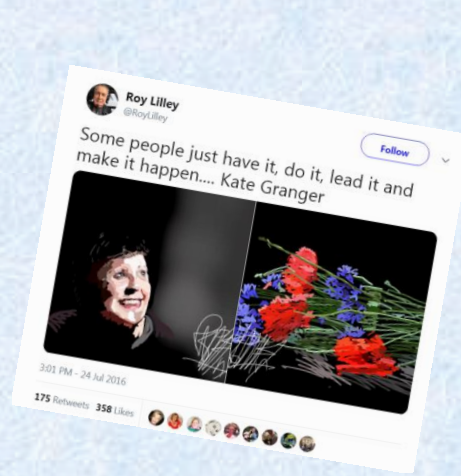 Roy Lilley
@RoyLilley
Follow
Some people just have it, do it, lead it and
make it happen.... Kate Granger
3:01 PM - 24 Jul 2016
175 Retweets 358 Likes